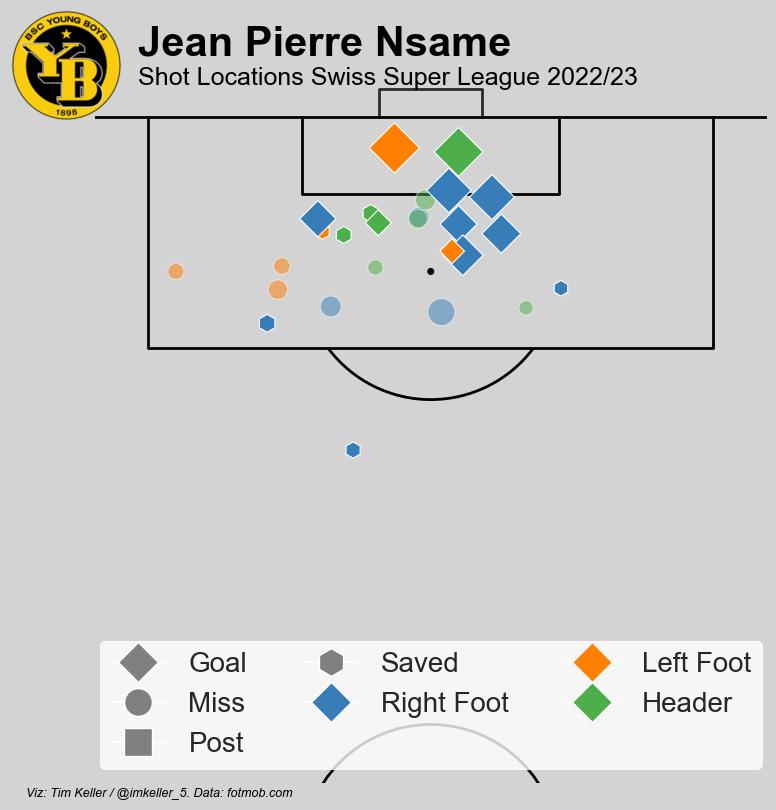 BSC YOUNG BOYS
YB
1898
Jean Pierre Nsame
Shot Locations Swiss Super League 2022/23
Goal Saved Left Foot
Miss Right Foot Header
Post
Viz: Tim Keller / @imkeller_5. Data: fotmob.com